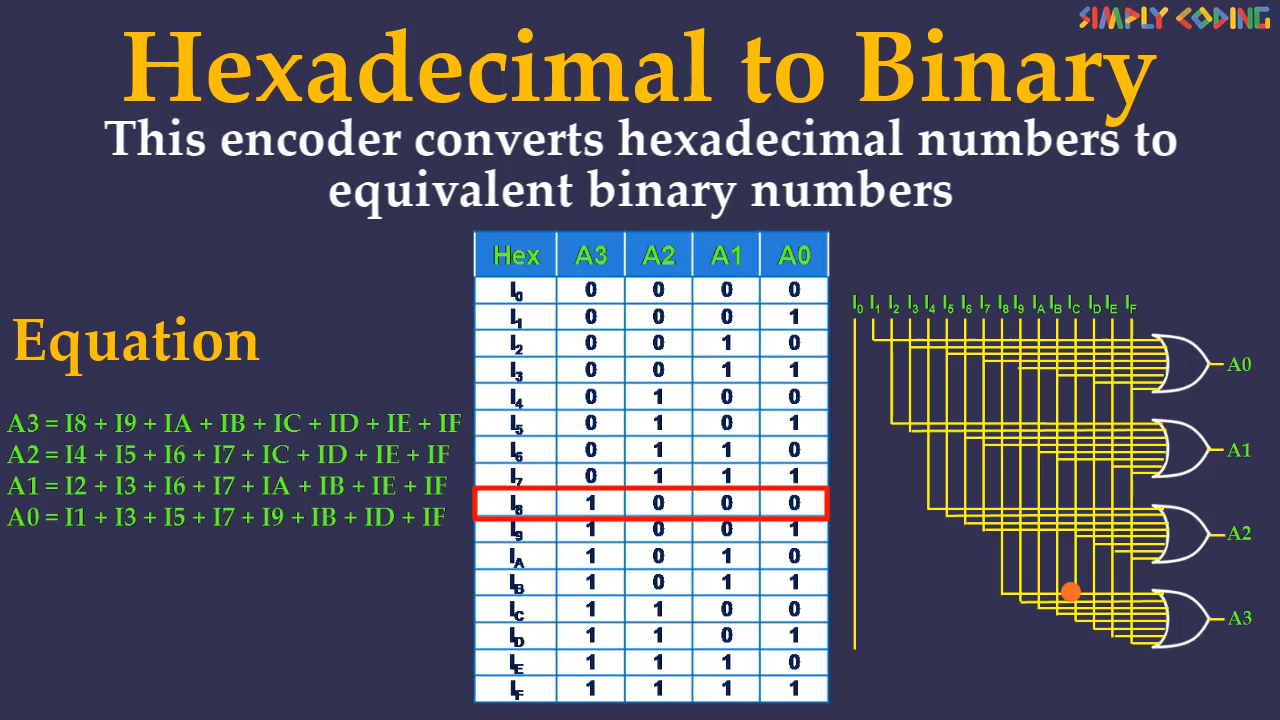 SIMPLY CODING
Hexadecimal to Binary
This encoder converts hexadecimal numbers to
equivalent binary numbers
Equation
A3 = I8 + I9 + IA + IB + IC + ID + IE + IF
A2 = I4 + I5 + I6 + I7 + IC + ID + IE + IF
A1 = I2 + I3 + I6 + I7 + IA + IB + IE + IF
A0 = I1 + I3 + I5 + I7 + I9 + IB + ID + IF
Hex A3 A2 A1 A0
I0 0 0 0 0
I1 0 0 0 1
I2 0 0 1 0
I3 0 0 1 1
I4 0 1 0 0
I5 0 1 0 1
I6 0 1 1 0
I7 0 1 1 1
I8 1 0 0 0
I9 1 0 0 1
IA 1 0 1 0
IB 1 0 1 1
IC 1 1 0 0
ID 1 1 0 1
IE 1 1 1 0
IF 1 1 1 1
I0 I1 I2 I3 I4 I5 I6 I7 I8 I9 IA IB IC ID IE IF
A0
A1
A2
A3